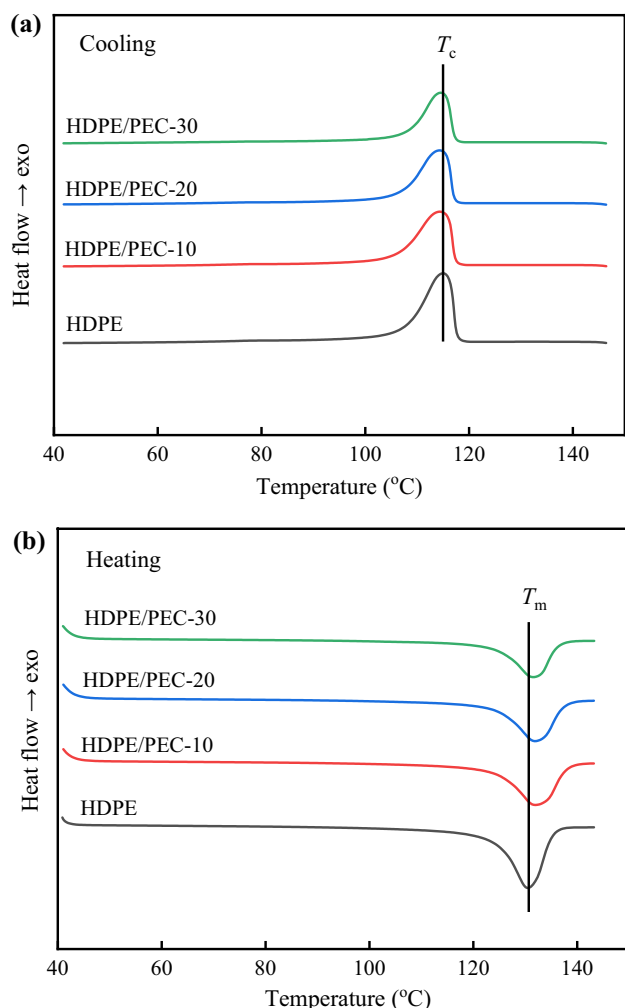 (a)
Cooling
T_c
HDPE/PEC-30
HDPE/PEC-20
HDPE/PEC-10
HDPE
Heat flow → exo
40 60 80 100 120 140
Temperature (°C)
(b)
Heating
T_m
HDPE/PEC-30
HDPE/PEC-20
HDPE/PEC-10
HDPE
Heat flow → exo
40 60 80 100 120 140
Temperature (°C)